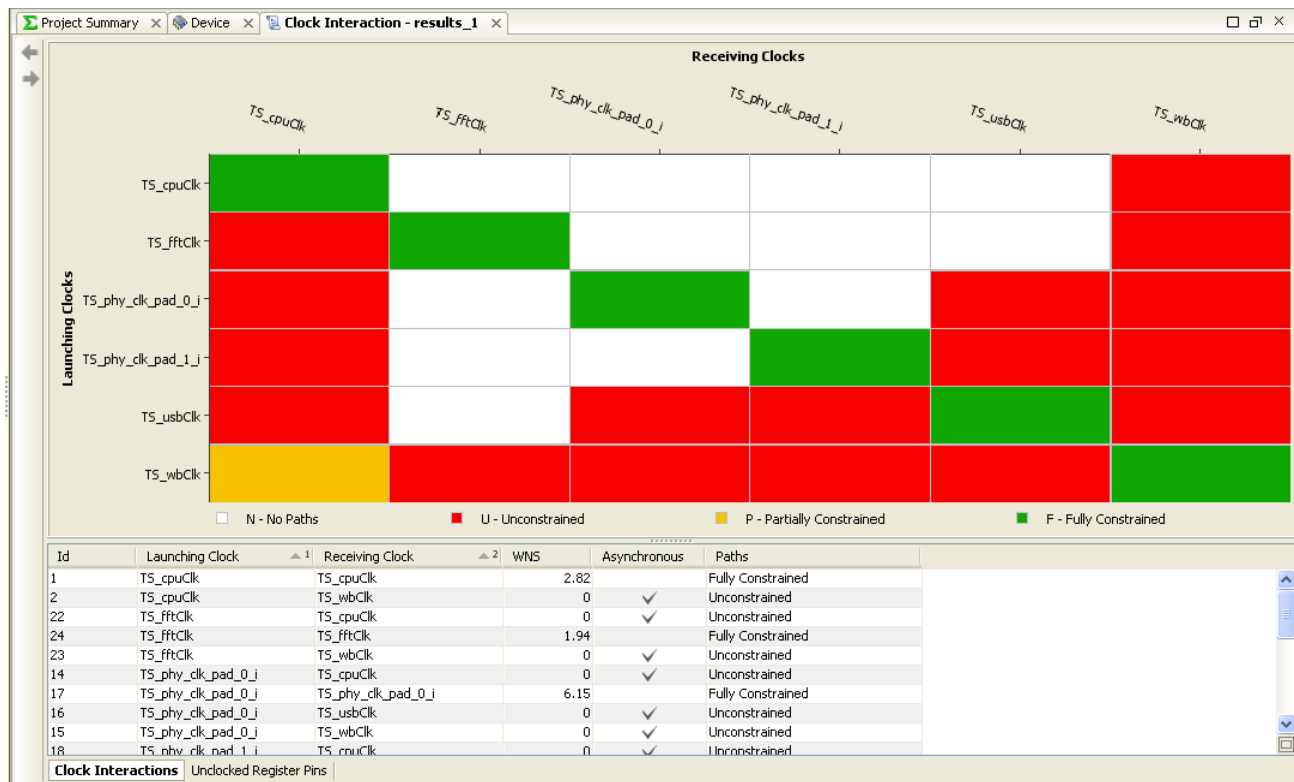 Project Summary × Device × Clock Interaction - results_1 ×
Receiving Clocks
TS_cpuClk TS_fftClk TS_phy_clk_pad_0_i TS_phy_clk_pad_1_i TS_usbClk TS_wbClk
Launching Clocks
TS_cpuClk
TS_fftClk
TS_phy_clk_pad_0_i
TS_phy_clk_pad_1_i
TS_usbClk
TS_wbClk
N - No Paths U - Unconstrained P - Partially Constrained F - Fully Constrained
Id Launching Clock 1 Receiving Clock 2 WNS Asynchronous Paths
1 TS_cpuClk TS_cpuClk 2.82 Fully Constrained
2 TS_cpuClk TS_wbClk 0 Unconstrained
22 TS_fftClk TS_cpuClk 0 Unconstrained
24 TS_fftClk TS_fftClk 1.94 Fully Constrained
23 TS_fftClk TS_wbClk 0 Unconstrained
14 TS_phy_clk_pad_0_i TS_cpuClk 0 Unconstrained
17 TS_phy_clk_pad_0_i TS_phy_clk_pad_0_i 6.15 Fully Constrained
16 TS_phy_clk_pad_0_i TS_usbClk 0 Unconstrained
15 TS_phy_clk_pad_0_i TS_wbClk 0 Unconstrained
18 TS_phy_clk_pad_1_i TS_cpuClk 0 Unconstrained
Clock Interactions Unclocked Register Pins